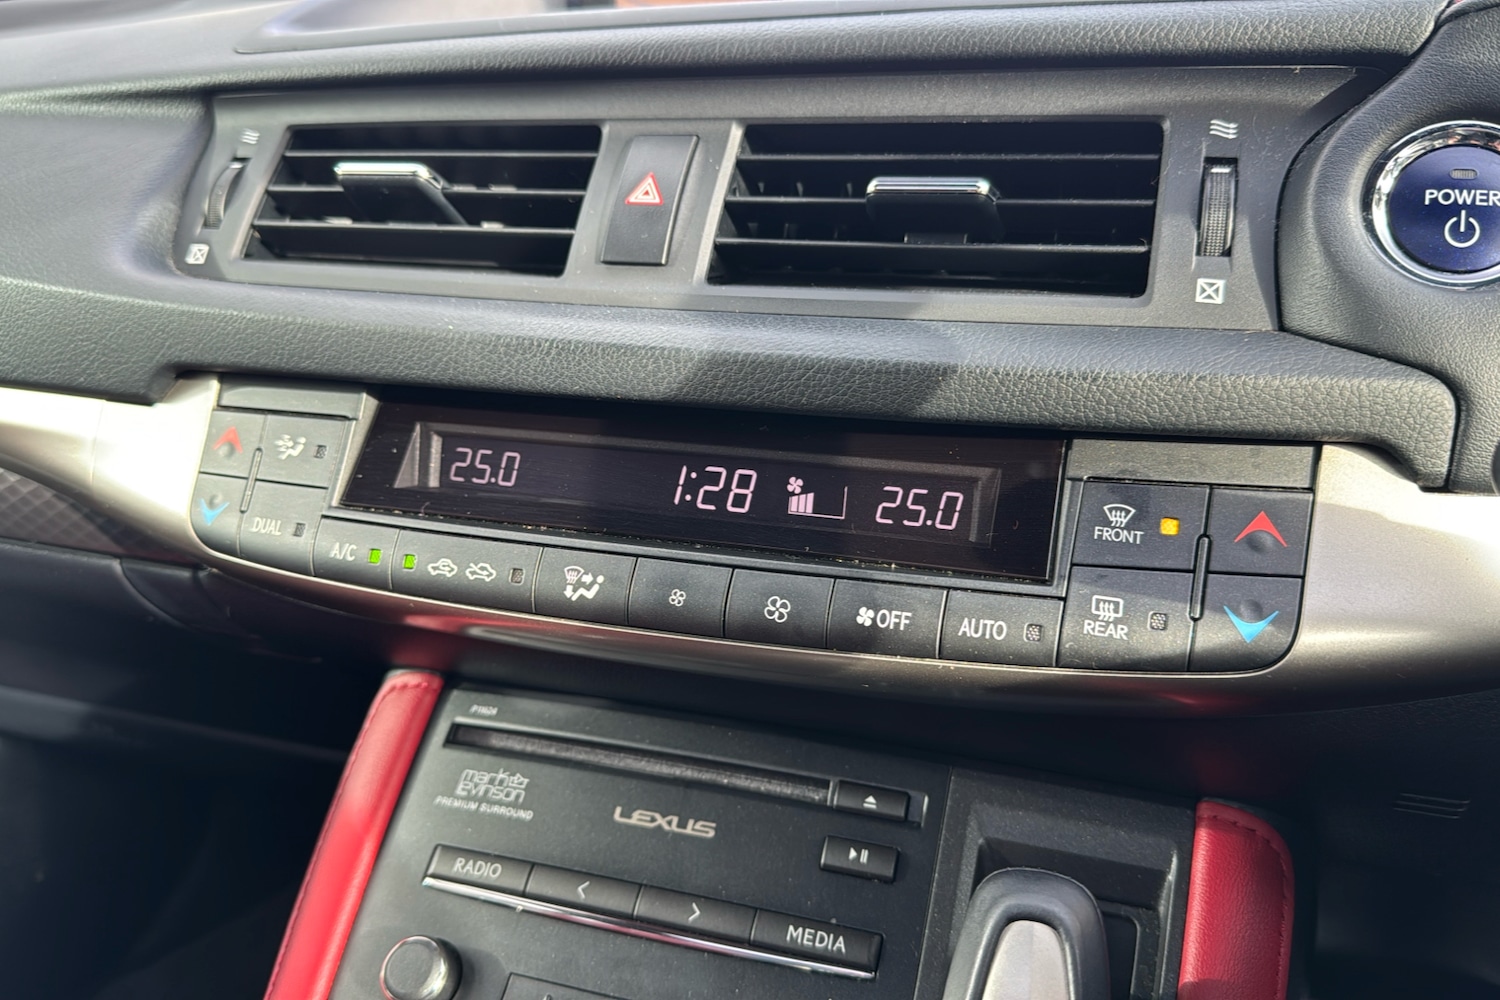 POWER
25.0
1:28
25.0
DUAL
A/C
FRONT
OFF
AUTO
REAR
P11624
mark levinson
PREMIUM SURROUND
LEXUS
RADIO
<
>
MEDIA